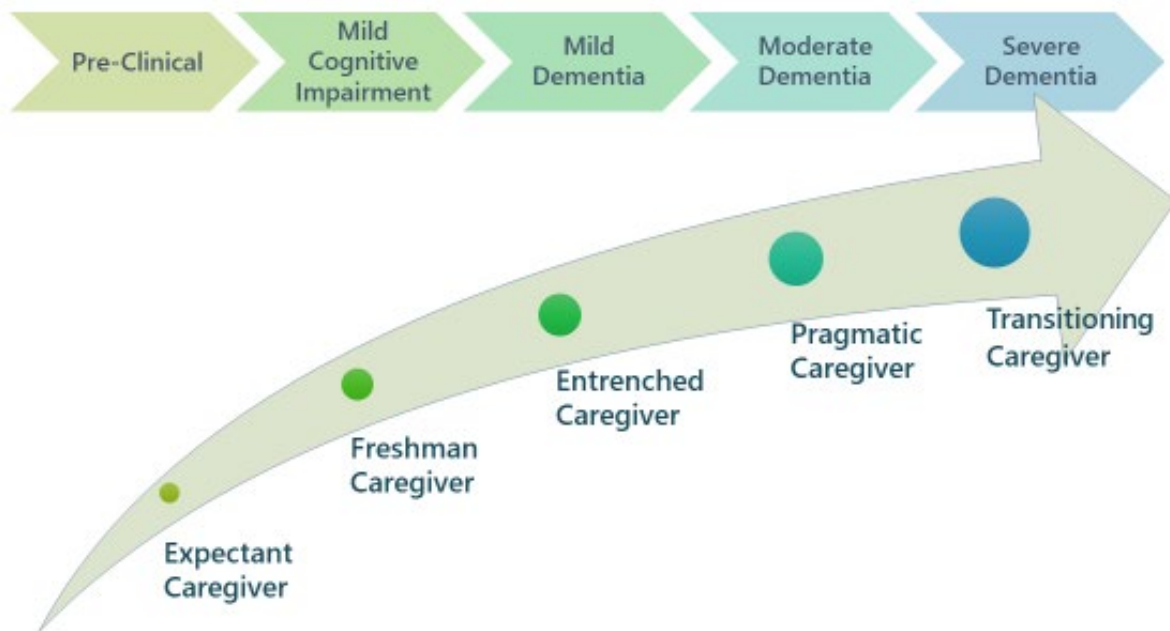 Pre-Clinical
Mild
Cognitive
Impairment
Mild
Dementia
Moderate
Dementia
Severe
Dementia
Expectant
Caregiver
Freshman
Caregiver
Entrenched
Caregiver
Pragmatic
Caregiver
Transitioning
Caregiver